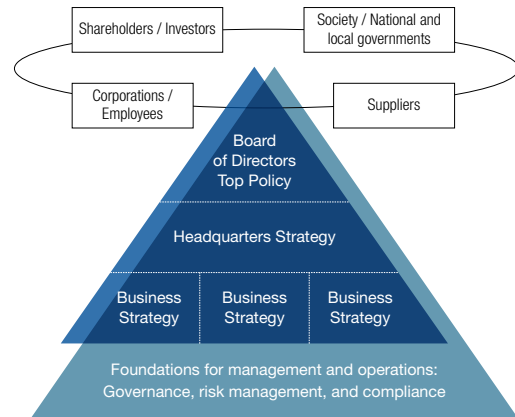 Shareholders / Investors
Society / National and
local governments
Corporations /
Employees
Suppliers
Board
of Directors
Top Policy
Headquarters Strategy
Business
Strategy
Business
Strategy
Business
Strategy
Foundations for management and operations:
Governance, risk management, and compliance